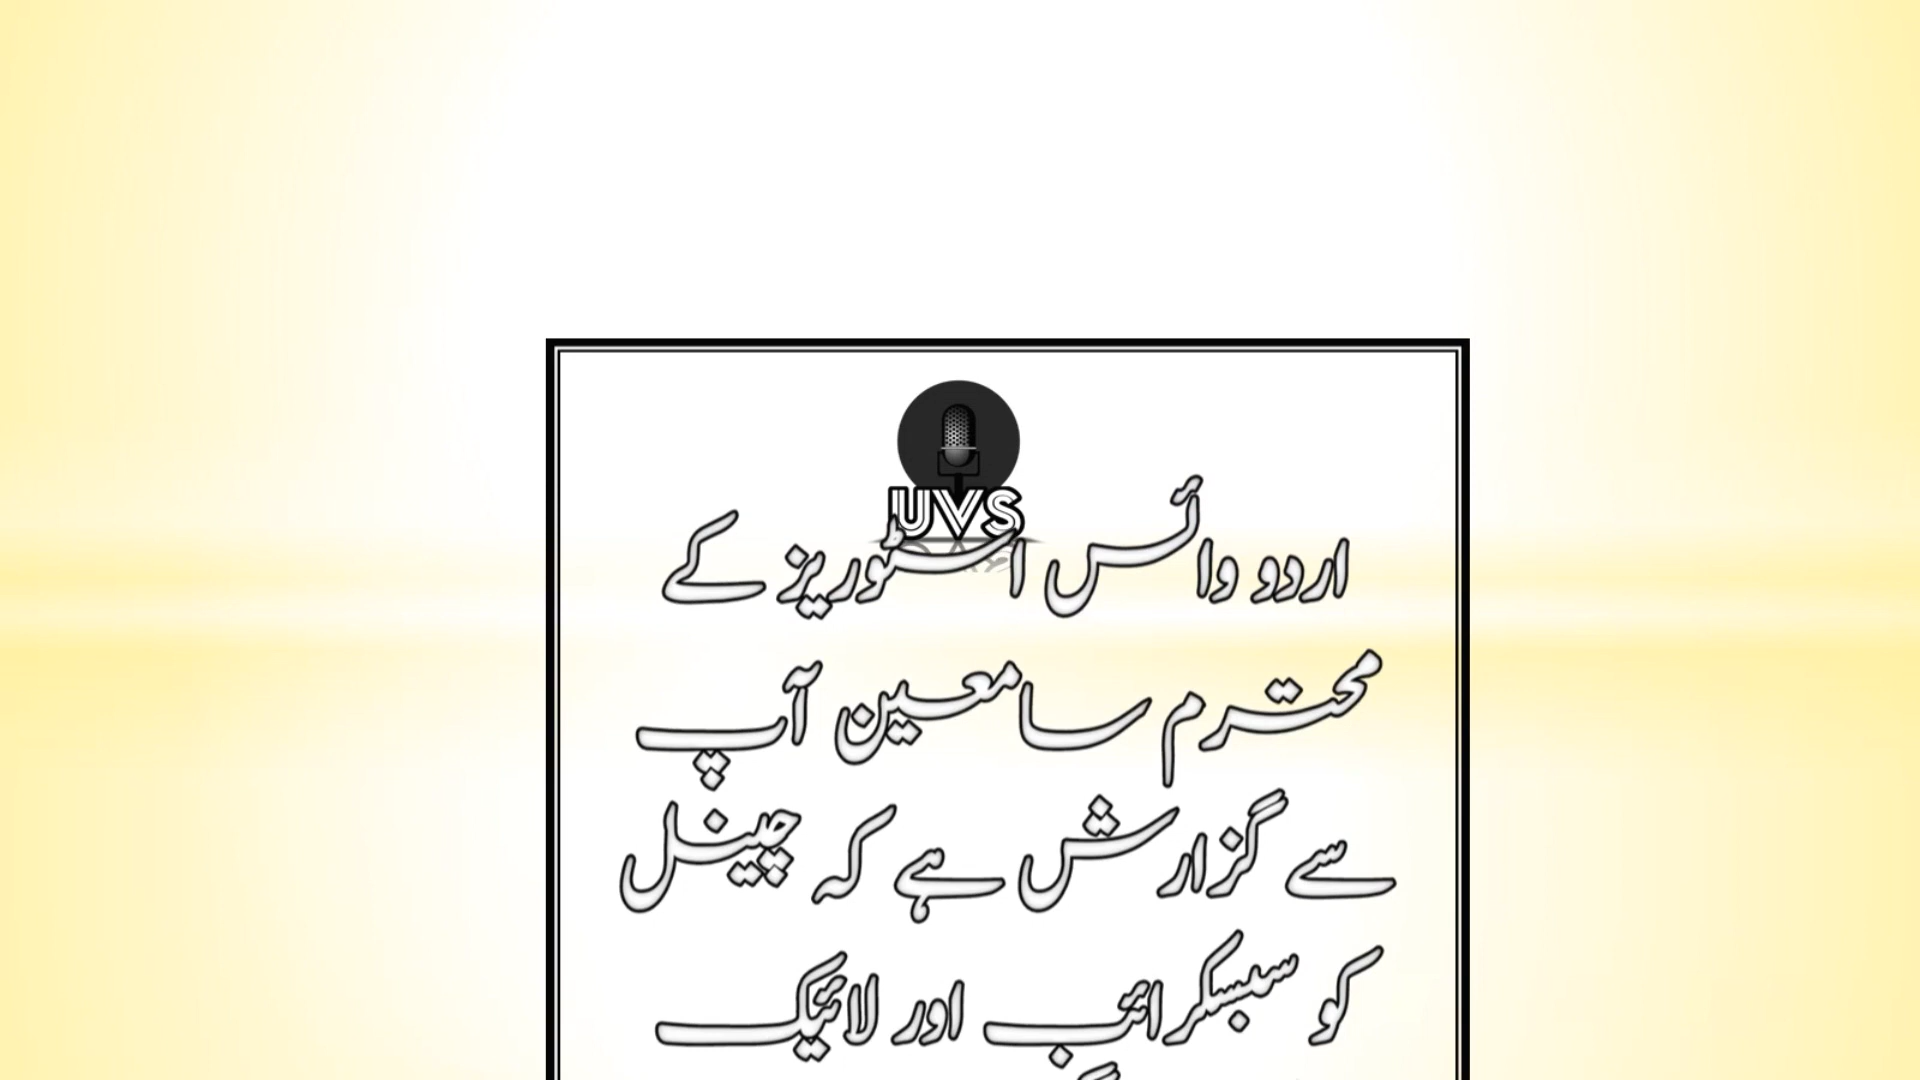 UVS
اردو وائس اسٹوریز کے
محترم سامعین آپ
سے گزارش ہے کہ چینل
کو سبسکرائب اور لائیک